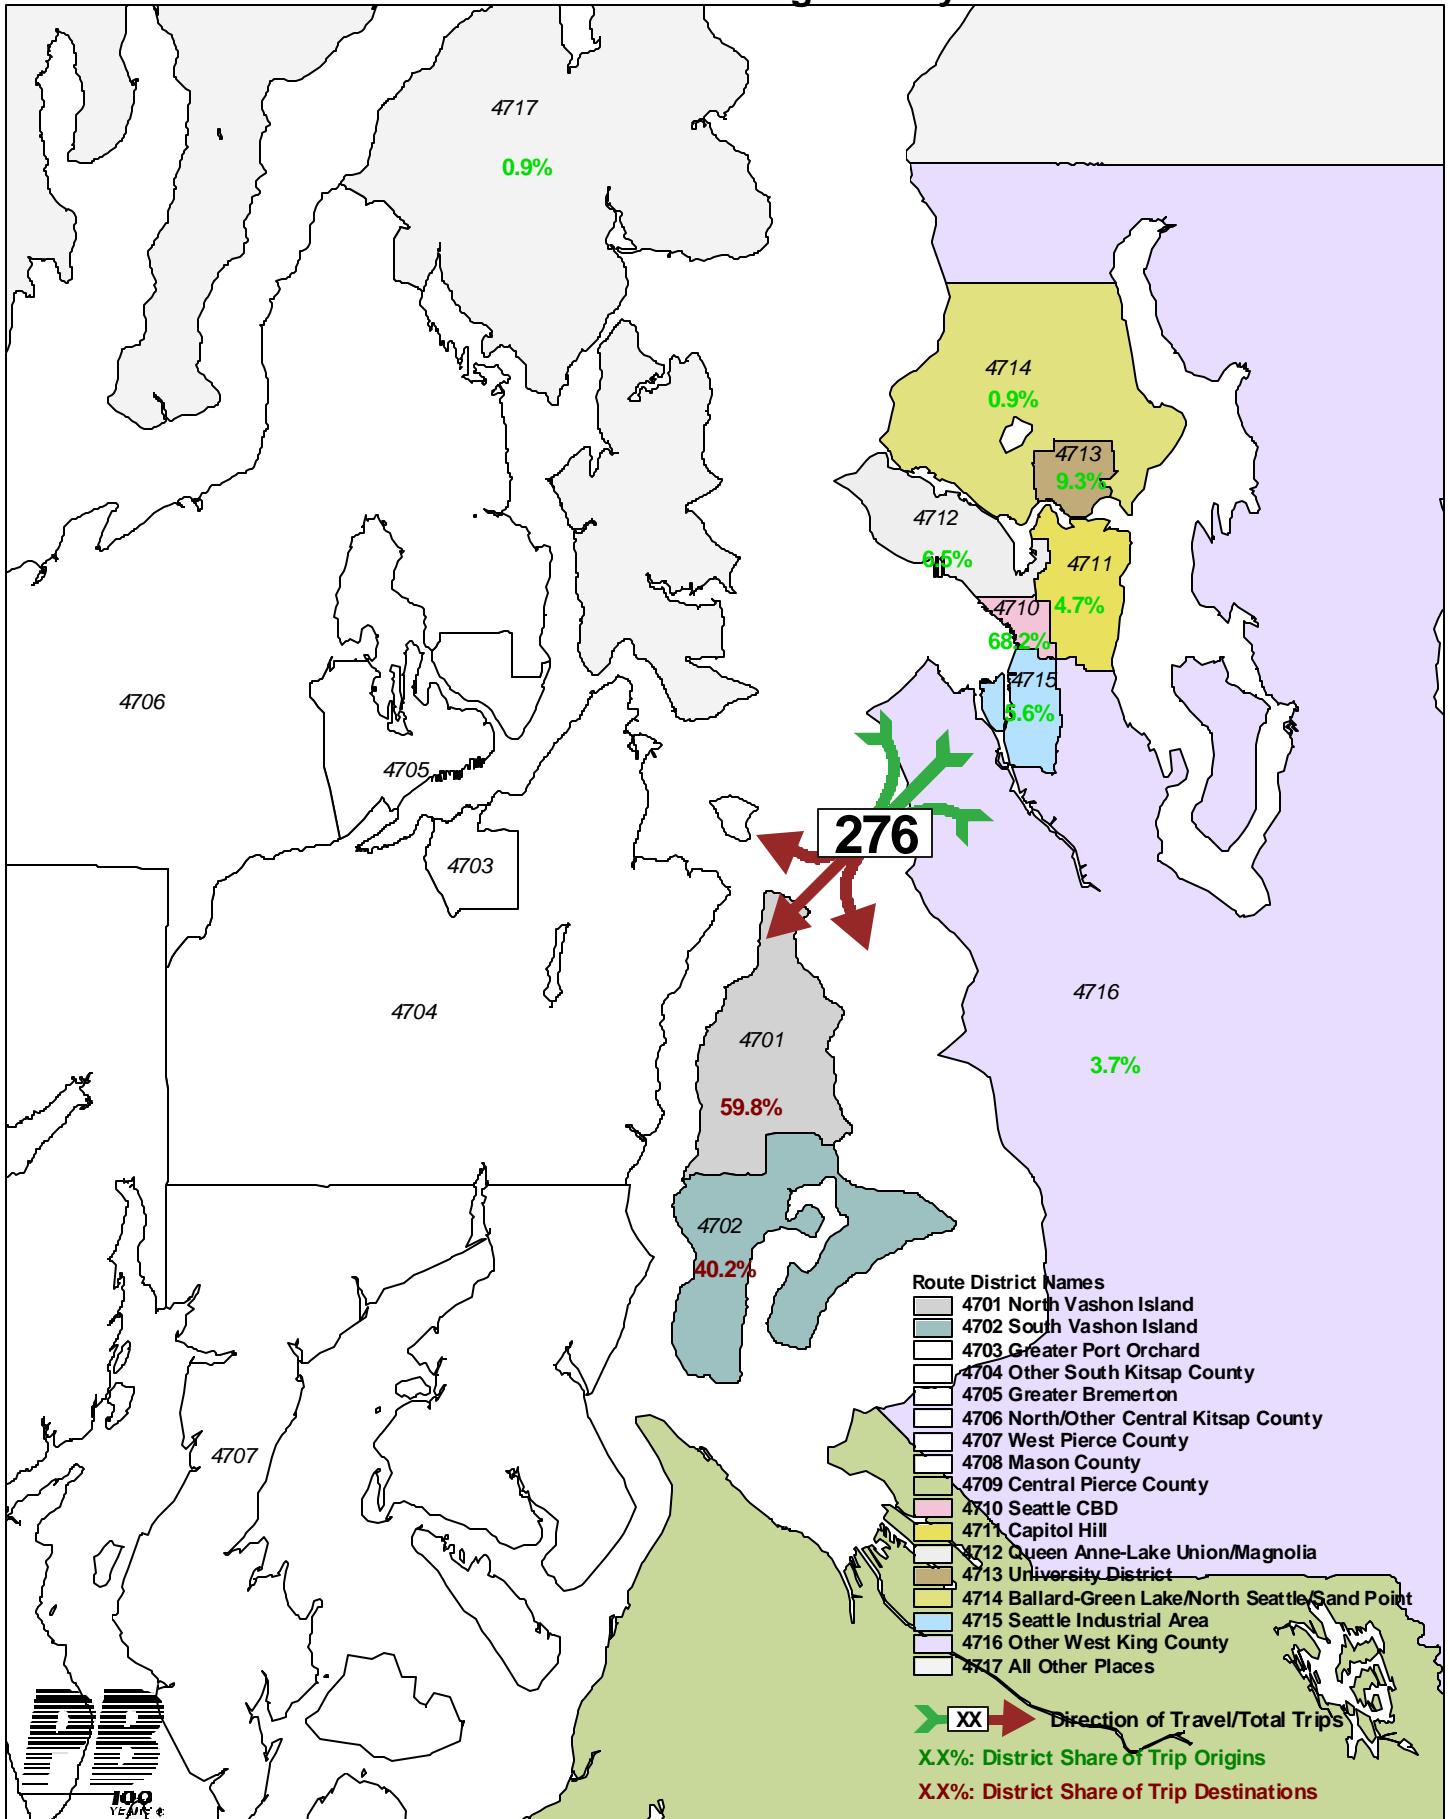 4717
0.9%
4714
0.9%
4713
9.3%
4712
6.5%
4711
4.7%
4710
68.2%
4715
5.6%
4706
4705
276
4703
4716
3.7%
4704
4701
59.8%
4702
40.2%
4707
Route District Names
4701 North Vashon Island
4702 South Vashon Island
4703 Greater Port Orchard
4704 Other South Kitsap County
4705 Greater Bremerton
4706 North/Other Central Kitsap County
4707 West Pierce County
4708 Mason County
4709 Central Pierce County
4710 Seattle CBD
4711 Capitol Hill
4712 Queen Anne-Lake Union/Magnolia
4713 University District
4714 Ballard-Green Lake/North Seattle/Sand Point
4715 Seattle Industrial Area
4716 Other West King County
4717 All Other Places
XX Direction of Travel/Total Trips
X.X%: District Share of Trip Origins
X.X%: District Share of Trip Destinations
PB
100
YEARS